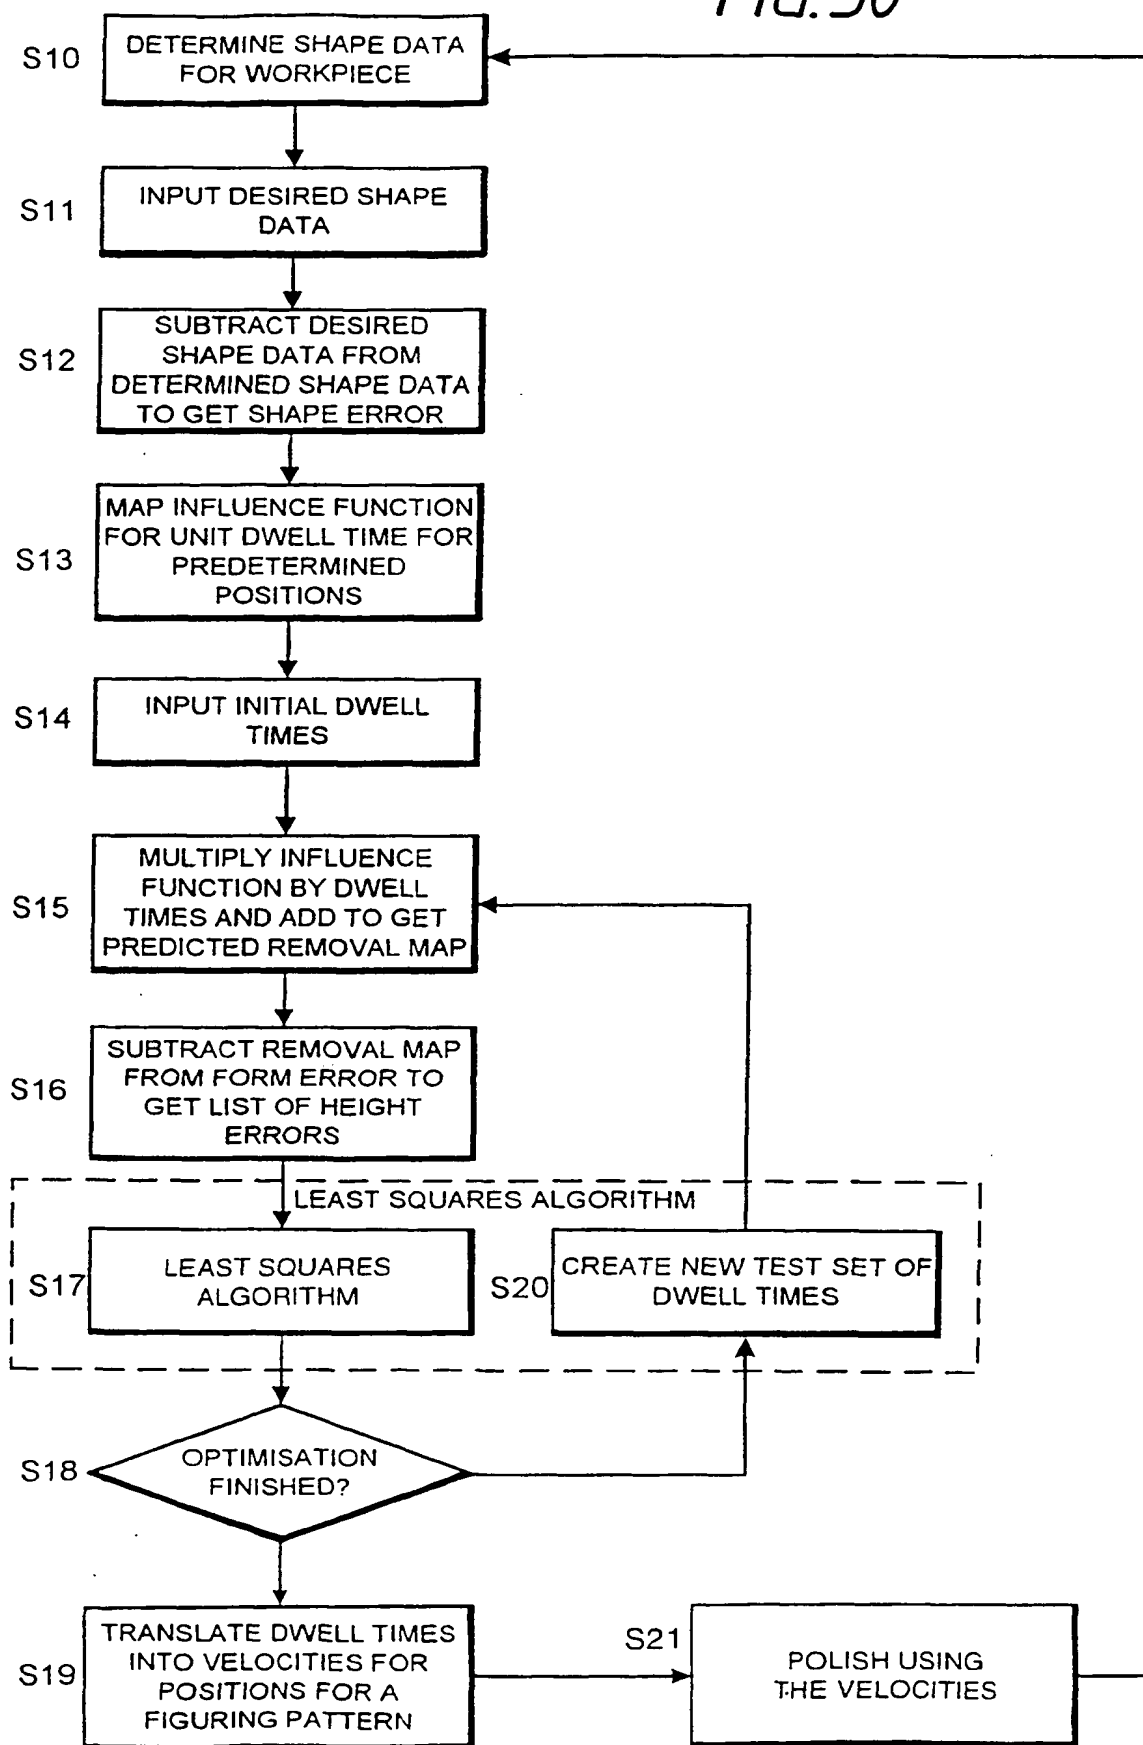 FIG. 30
S10
DETERMINE SHAPE DATA
FOR WORKPIECE
S11
INPUT DESIRED SHAPE
DATA
S12
SUBTRACT DESIRED
SHAPE DATA FROM
DETERMINED SHAPE DATA
TO GET SHAPE ERROR
S13
MAP INFLUENCE FUNCTION
FOR UNIT DWELL TIME FOR
PREDETERMINED
POSITIONS
S14
INPUT INITIAL DWELL
TIMES
S15
MULTIPLY INFLUENCE
FUNCTION BY DWELL
TIMES AND ADD TO GET
PREDICTED REMOVAL MAP
S16
SUBTRACT REMOVAL MAP
FROM FORM ERROR TO
GET LIST OF HEIGHT
ERRORS
LEAST SQUARES ALGORITHM
S17
LEAST SQUARES
ALGORITHM
S20
CREATE NEW TEST SET OF
DWELL TIMES
S18
OPTIMISATION
FINISHED?
S19
TRANSLATE DWELL TIMES
INTO VELOCITIES FOR
POSITIONS FOR A
FIGURING PATTERN
S21
POLISH USING
THE VELOCITIES